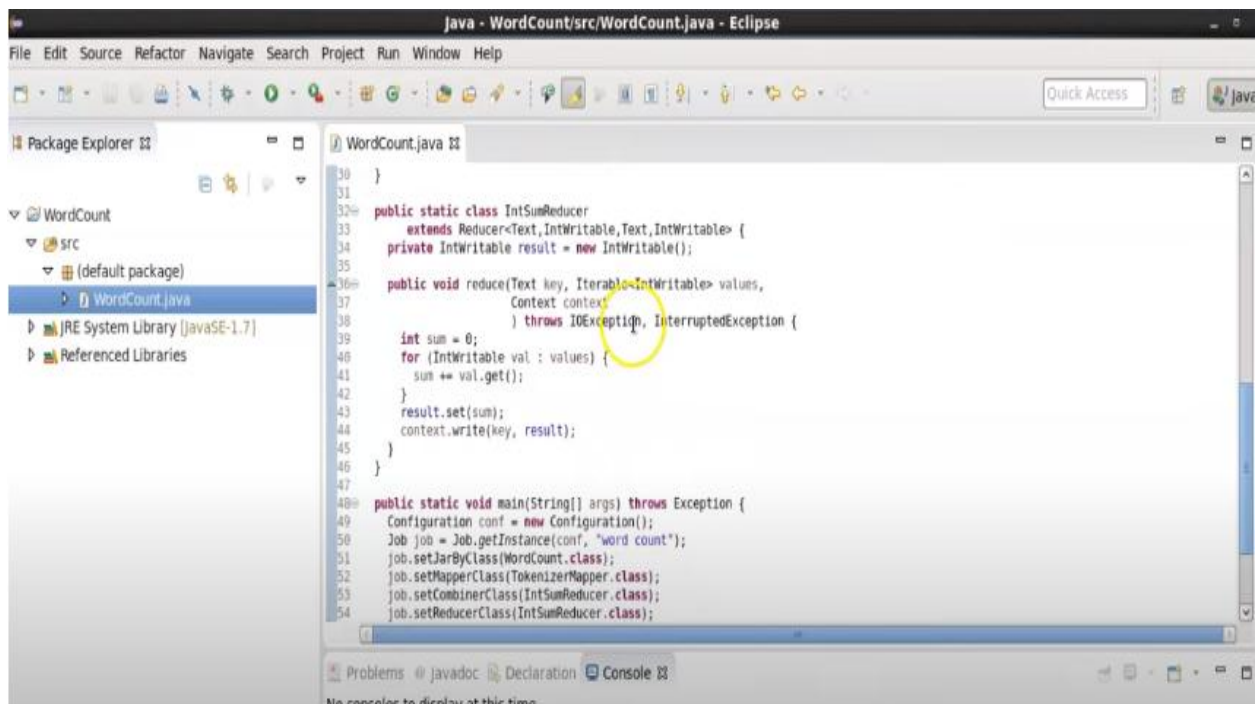 Java - WordCount/src/WordCount.java - Eclipse
File Edit Source Refactor Navigate Search Project Run Window Help
Quick Access
Java
Package Explorer
WordCount
src
(default package)
WordCount.java
JRE System Library [JavaSE-1.7]
Referenced Libraries
WordCount.java
30 }
31
32 public static class IntSumReducer
33 extends Reducer<Text,IntWritable,Text,IntWritable> {
34 private IntWritable result = new IntWritable();
35
36 public void reduce(Text key, Iterable<IntWritable> values,
37 Context context
38 ) throws IOException, InterruptedException {
39 int sum = 0;
40 for (IntWritable val : values) {
41 sum += val.get();
42 }
43 result.set(sum);
44 context.write(key, result);
45 }
46 }
47
48 public static void main(String[] args) throws Exception {
49 Configuration conf = new Configuration();
50 Job job = Job.getInstance(conf, "word count");
51 job.setJarByClass(WordCount.class);
52 job.setMapperClass(TokenizerMapper.class);
53 job.setCombinerClass(IntSumReducer.class);
54 job.setReducerClass(IntSumReducer.class);
Problems @ Javadoc Declaration Console
No consoles to display at this time.